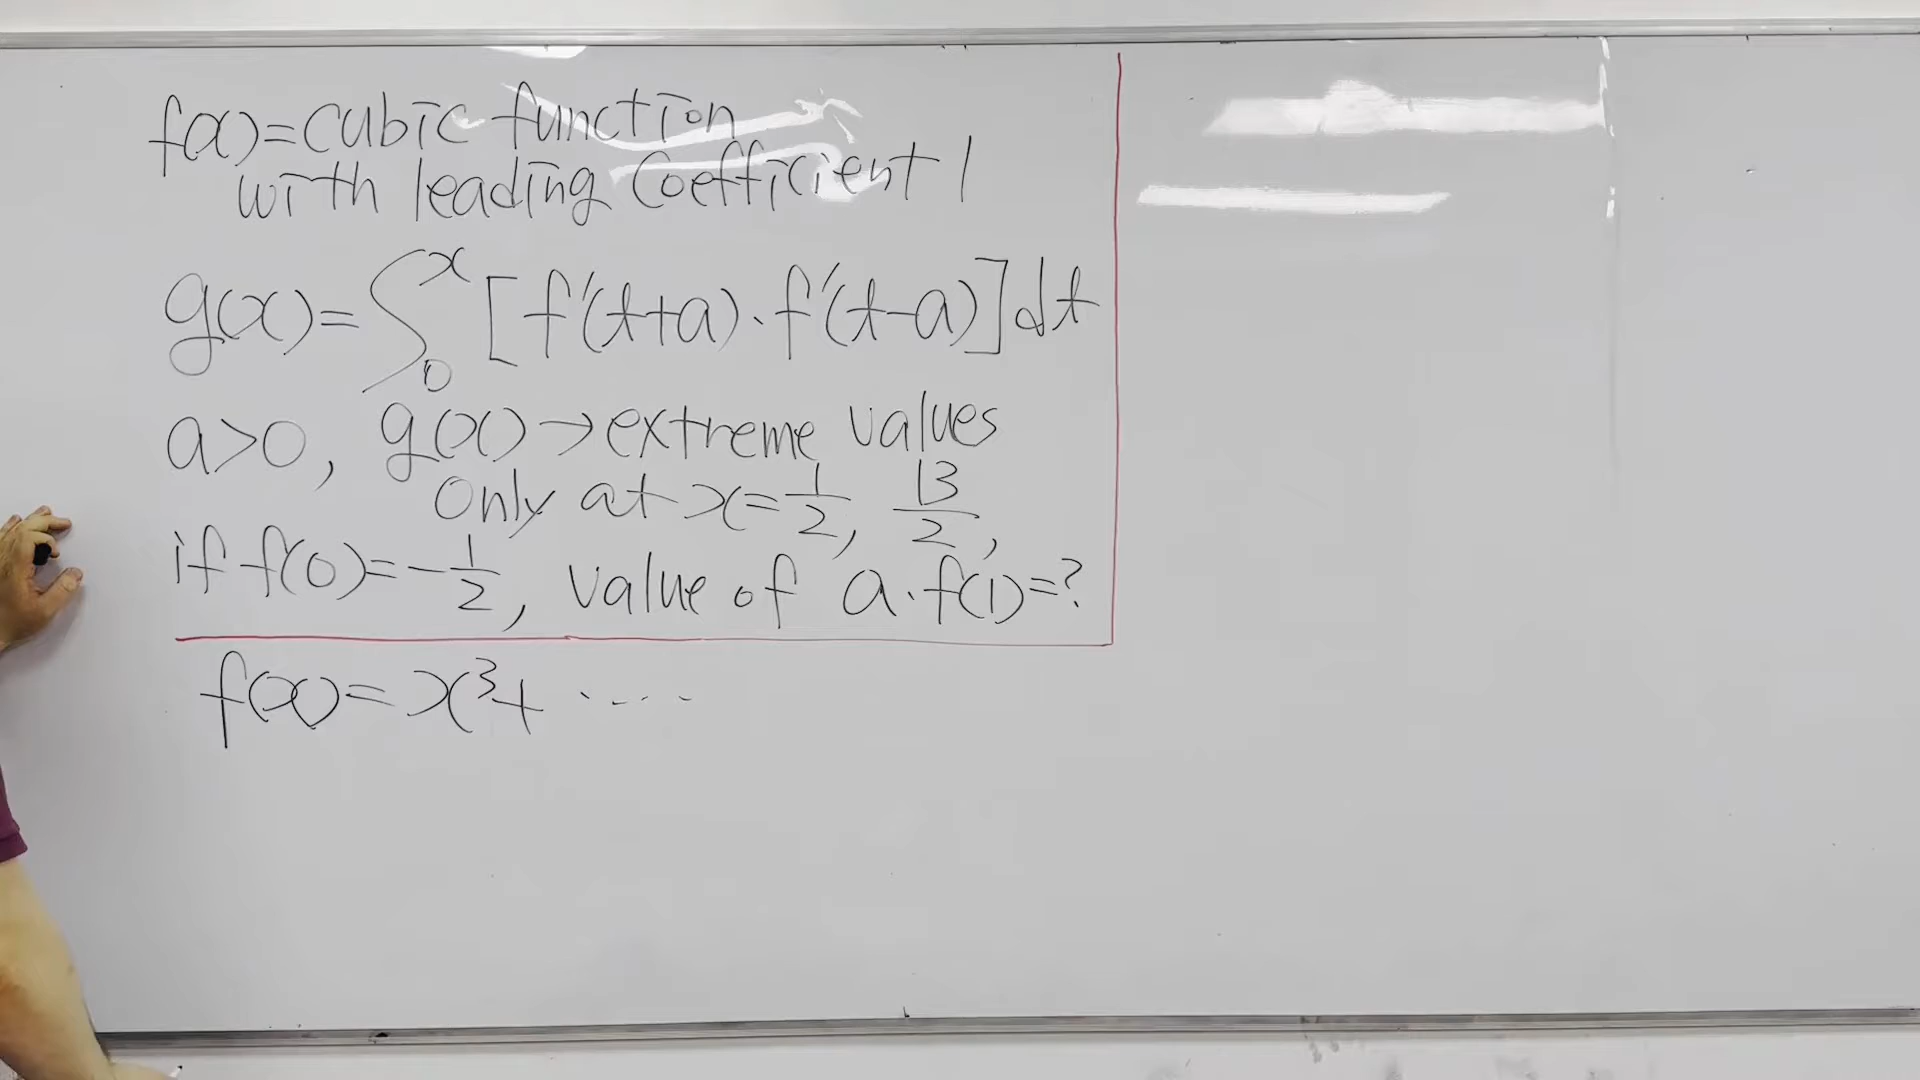 f(x)=cubic function
with leading coefficient 1
g(x)=∫₀ˣ [f'(t+a)·f'(t-a)]dt
a>0, g(x)→extreme values
only at x=1/2, 13/2,
if f(0)=-1/2, value of a·f(1)=?
f(x)=x³+ ·····